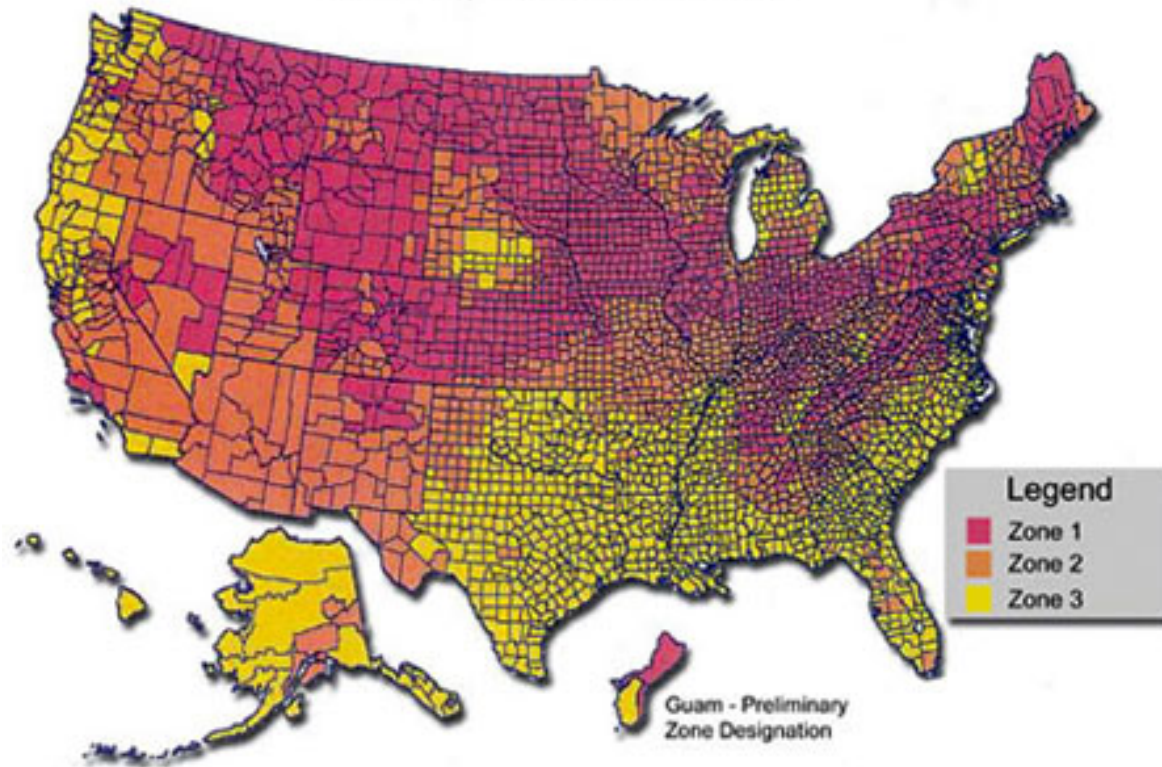 Legend
Zone 1
Zone 2
Zone 3
Guam - Preliminary
Zone Designation